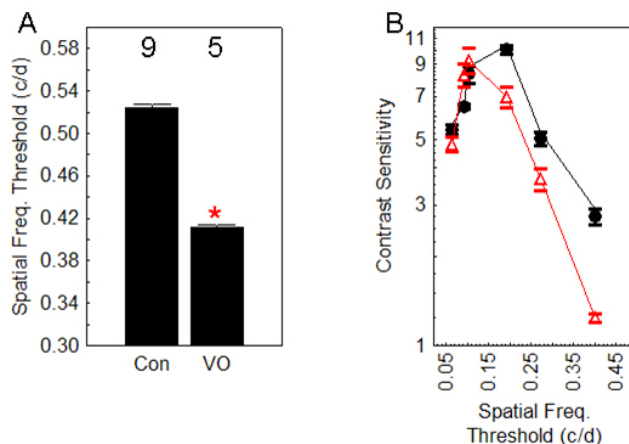 A
9 5
Spatial Freq. Threshold (c/d)
0.58
0.50
0.46
0.42
0.38
0.34
0.30
*
Con VO
B
Contrast Sensitivity
11
9
7
5
3
1
0.05
0.15
0.25
0.35
0.45
Spatial Freq.
Threshold (c/d)